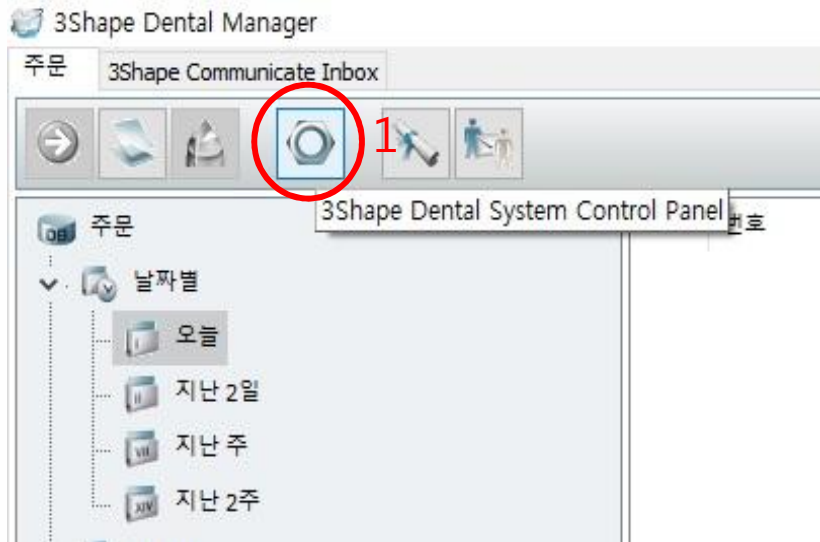 3Shape Dental Manager
주문
3Shape Communicate Inbox
1
3Shape Dental System Control Panel
주문
날짜별
오늘
지난 2일
지난 주
지난 2주